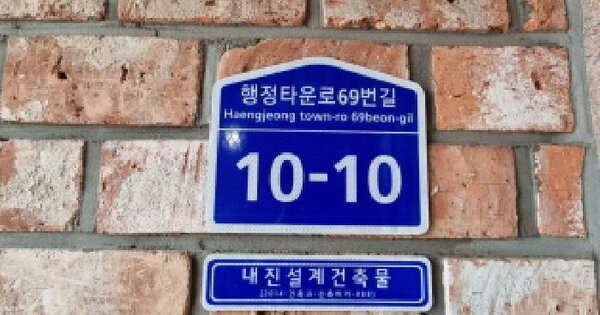 행정타운로69번길
Haengjeong town-ro 69beon-gil
10-10
내진설계건축물